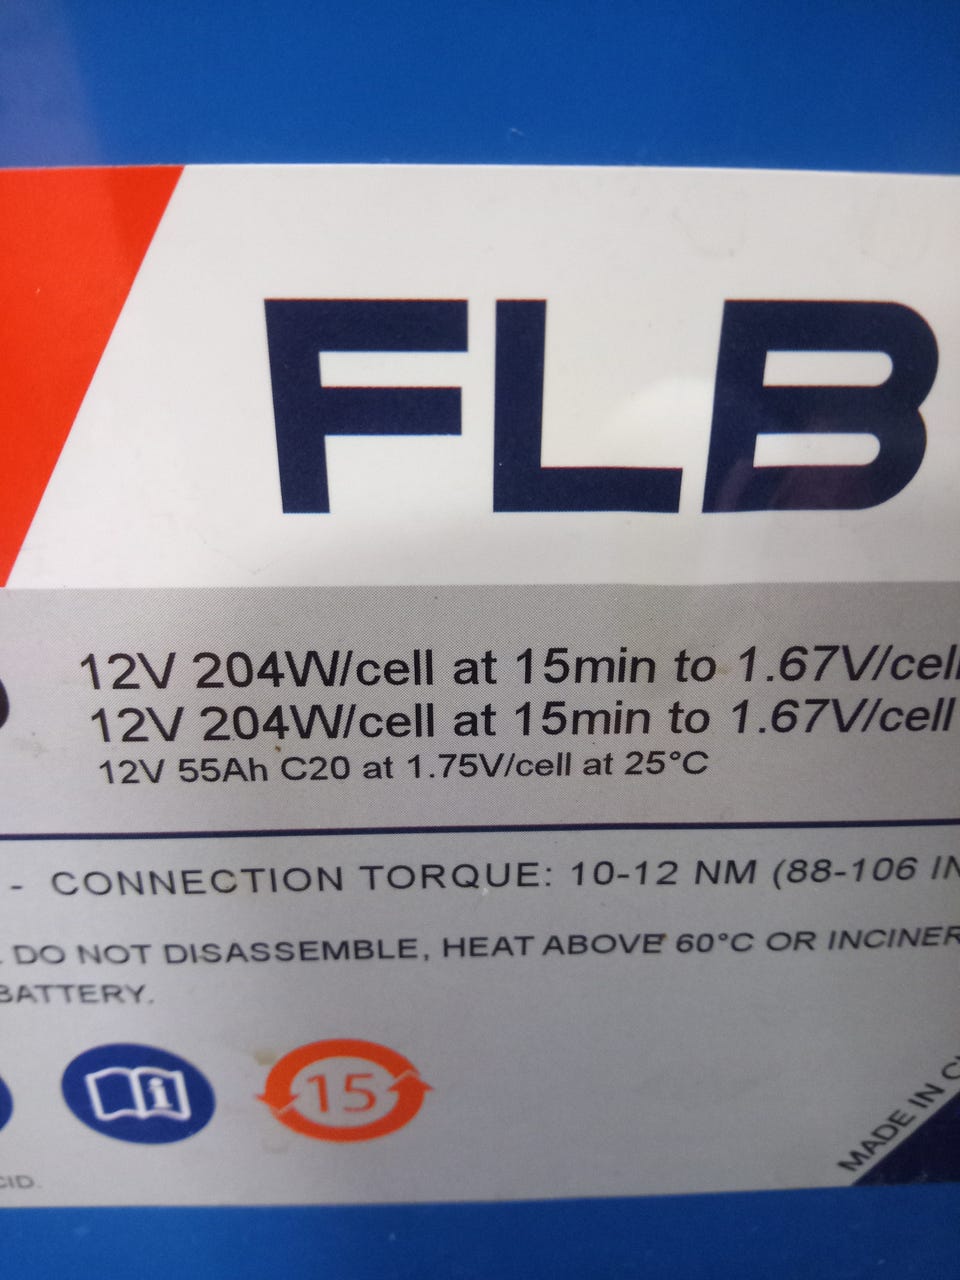 FLB
12V 204W/cell at 15min to 1.67V/cell
12V 204W/cell at 15min to 1.67V/cell
12V 55Ah C20 at 1.75V/cell at 25°C
- CONNECTION TORQUE: 10-12 NM (88-106 IN
. DO NOT DISASSEMBLE, HEAT ABOVE 60°C OR INCINER
BATTERY.
15
MADE IN C
CID.